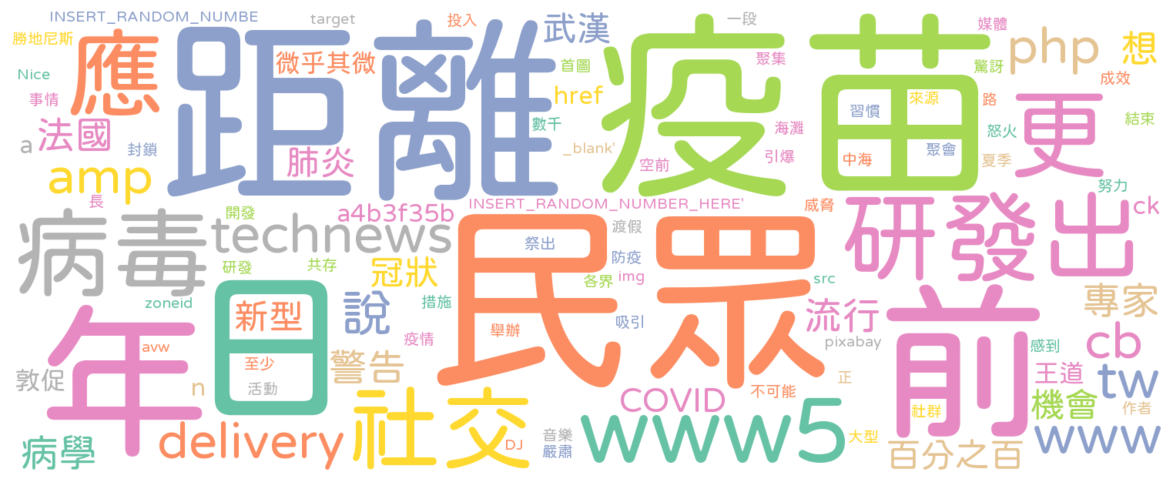 INSERT_RANDOM_NUMBE
target
投入
武漢
一段
媒體
想
勝地尼斯
應
距離
微乎其微
首圖
疫苗
聚集
php
驚訝
成效
Nice
事情
法國
a
封鎖
肺炎
href
數千
_blank'
海灘
空前
引爆
習慣
來源
路
更
中海
聚會
怒火
夏季
結束
amp
長
努力
病毒
開發
technews
a4b3f35b
INSERT_RANDOM_NUMBER_HERE'
威脅
研發出
ck
研發
共存
冠狀
民眾
祭出
渡假
防疫
各界
img
src
zoneid
日
新型
說
措施
吸引
流行
前
專家
年
avw
至少
疫情
舉辦
pixabay
感到
cb
敦促
n
活動
警告
社交
COVID
不可能
正
王道
tw
機會
作者
社群
病學
delivery
DJ
音樂
嚴肅
www5
大型
百分之百
www